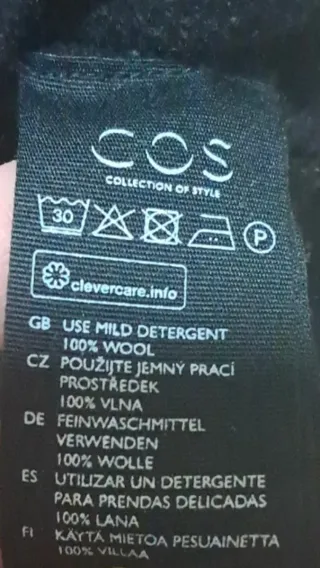 COS
COLLECTION OF STYLE
30 P
clevercare.info
GB USE MILD DETERGENT
100% WOOL
CZ POUŽIJTE JEMNÝ PRACÍ
PROSTŘEDEK
100% VLNA
DE FEINWASCHMITTEL
VERWENDEN
100% WOLLE
ES UTILIZAR UN DETERGENTE
PARA PRENDAS DELICADAS
100% LANA
FI KÄYTÄ MIETOA PESUAINETTA
100% VILLAA